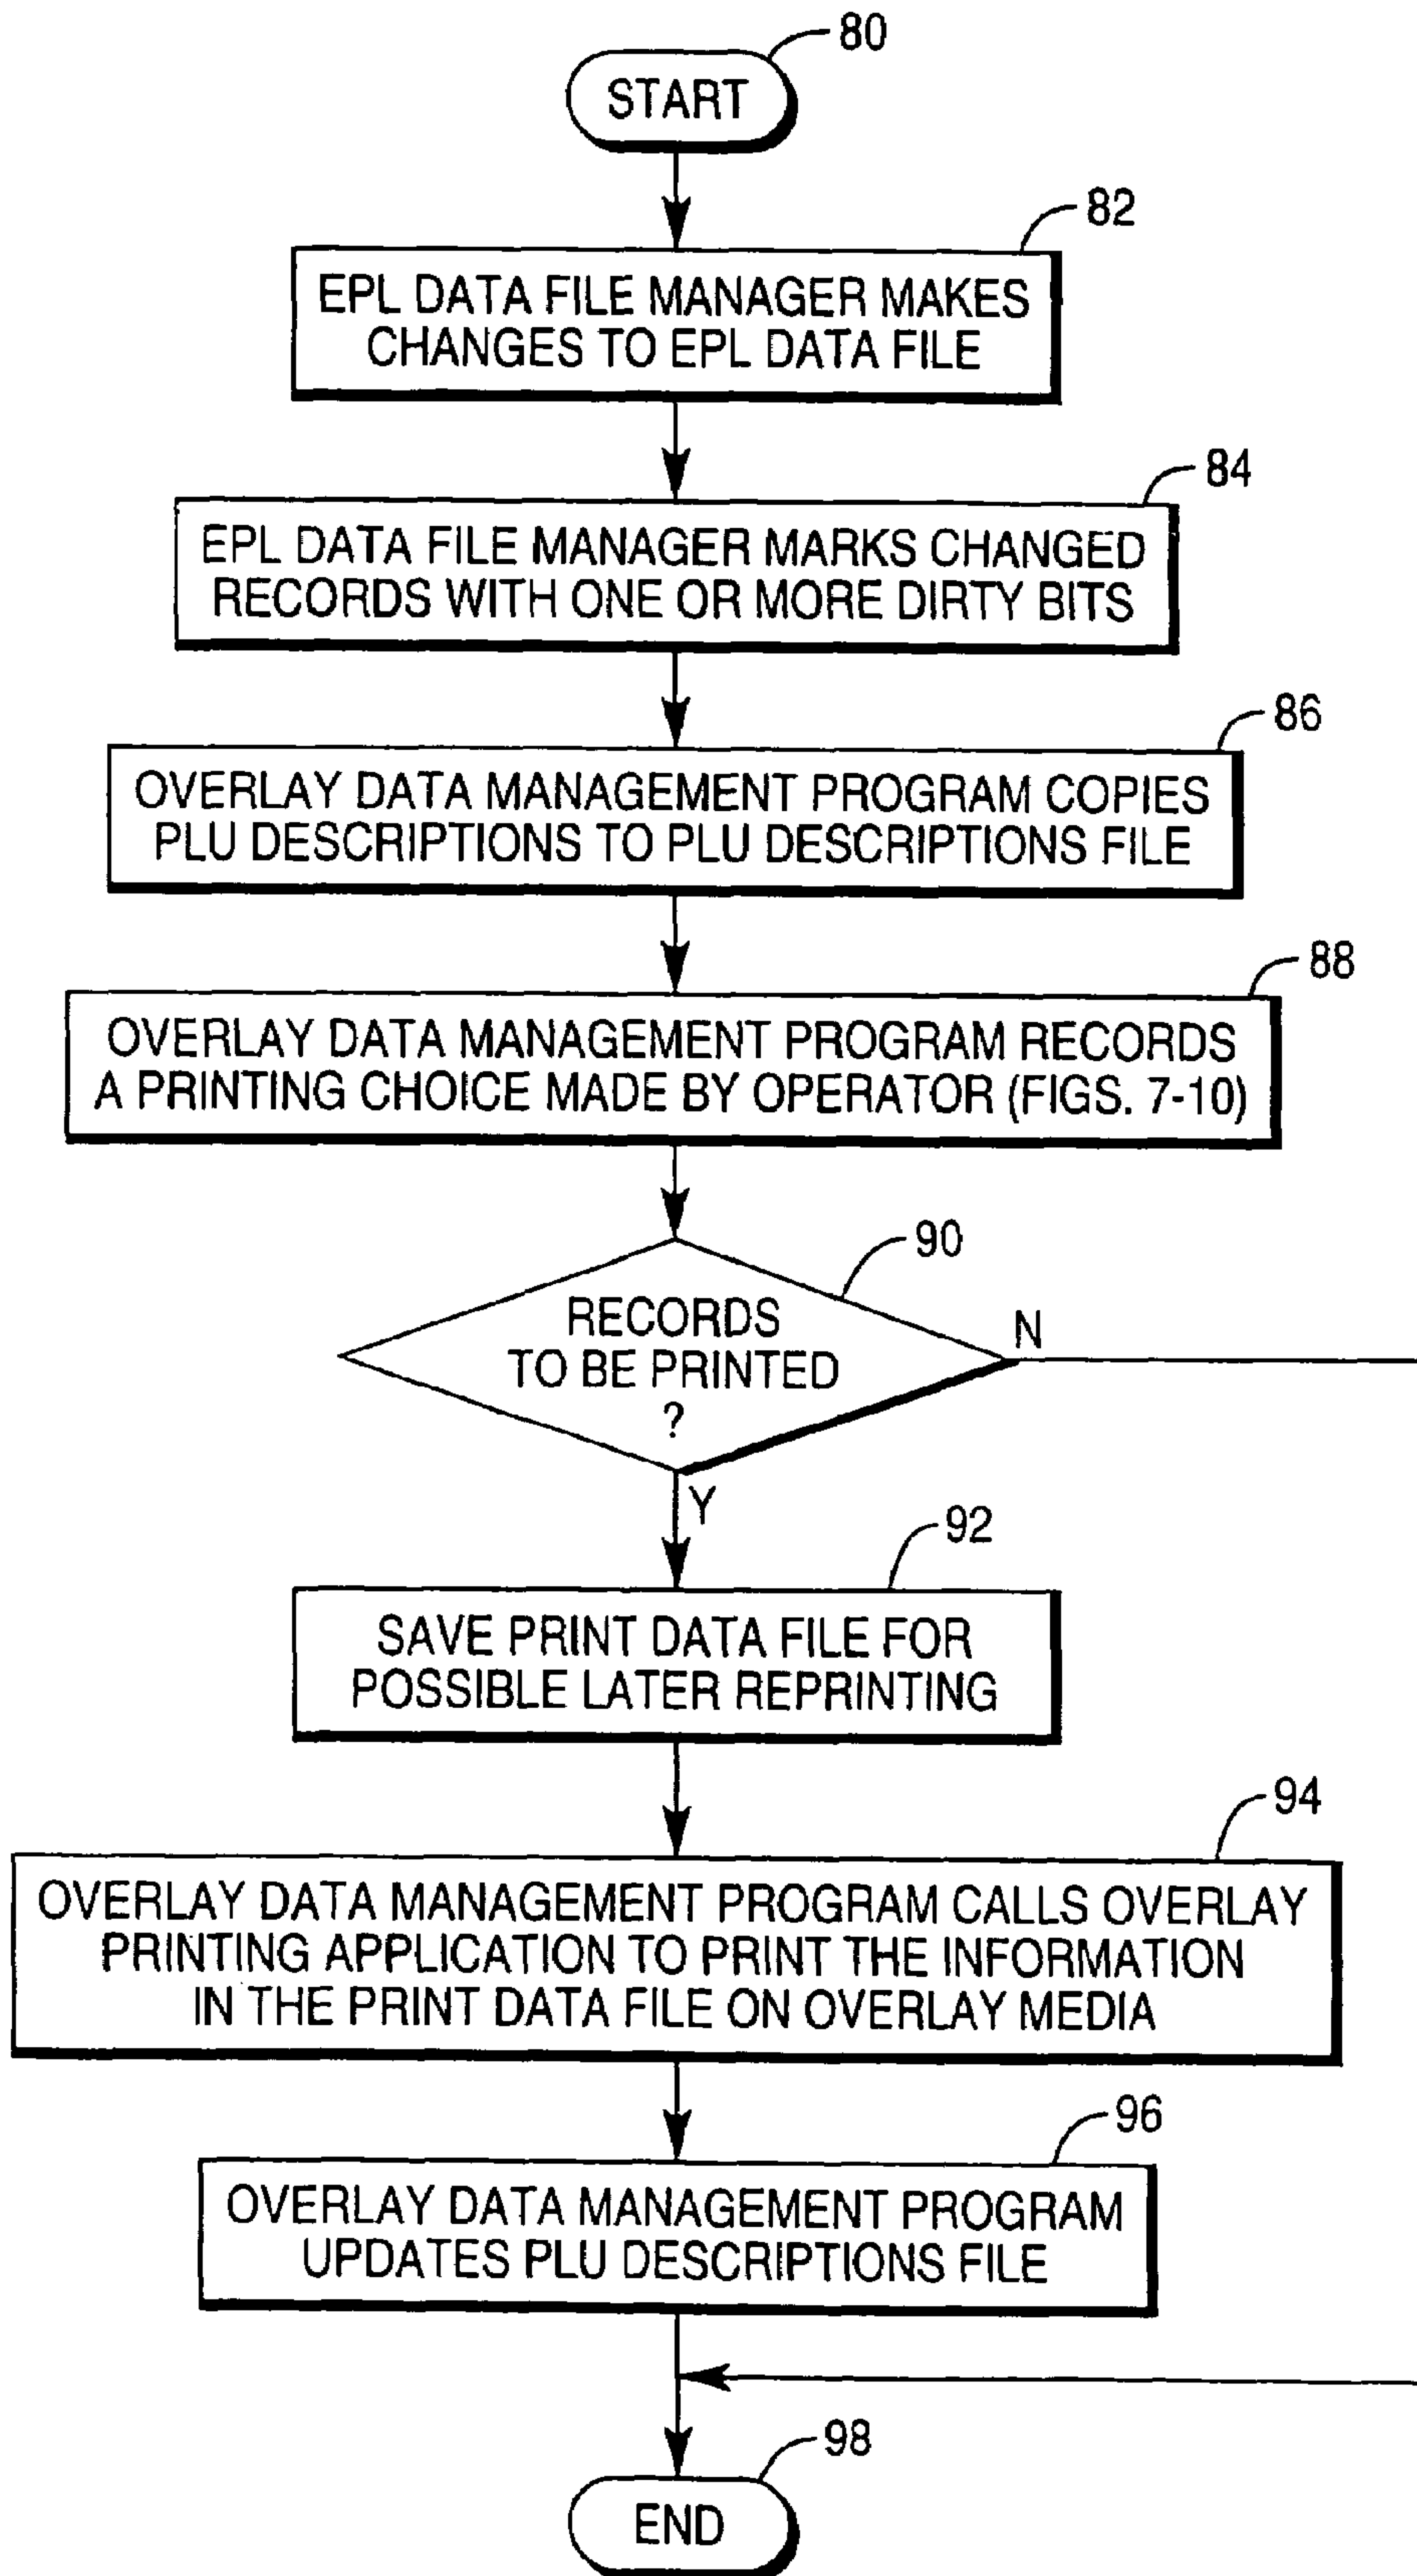 80
START
82
EPL DATA FILE MANAGER MAKES
CHANGES TO EPL DATA FILE
84
EPL DATA FILE MANAGER MARKS CHANGED
RECORDS WITH ONE OR MORE DIRTY BITS
86
OVERLAY DATA MANAGEMENT PROGRAM COPIES
PLU DESCRIPTIONS TO PLU DESCRIPTIONS FILE
88
OVERLAY DATA MANAGEMENT PROGRAM RECORDS
A PRINTING CHOICE MADE BY OPERATOR (FIGS. 7-10)
90
RECORDS
TO BE PRINTED
?
N
Y
92
SAVE PRINT DATA FILE FOR
POSSIBLE LATER REPRINTING
94
OVERLAY DATA MANAGEMENT PROGRAM CALLS OVERLAY
PRINTING APPLICATION TO PRINT THE INFORMATION
IN THE PRINT DATA FILE ON OVERLAY MEDIA
96
OVERLAY DATA MANAGEMENT PROGRAM
UPDATES PLU DESCRIPTIONS FILE
98
END